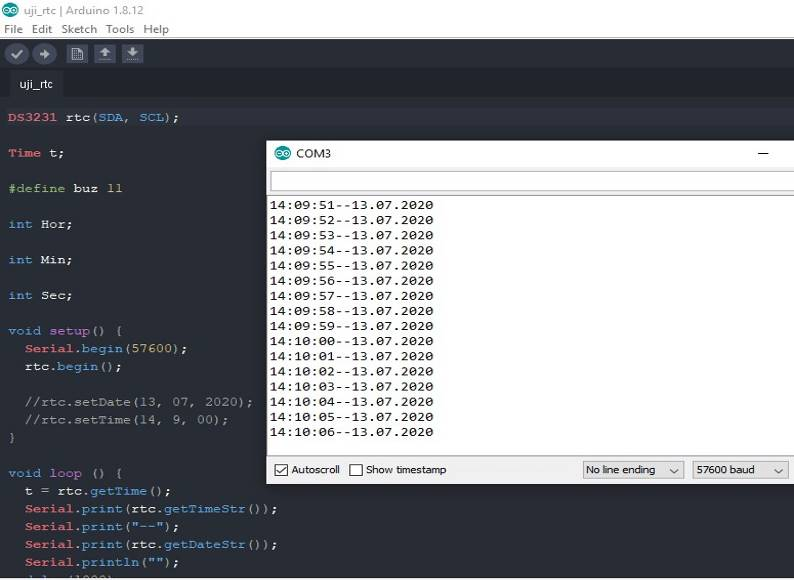 uji_rtc | Arduino 1.8.12
File Edit Sketch Tools Help
uji_rtc
DS3231 rtc(SDA, SCL);
Time t;
#define buz 11
int Hor;
int Min;
int Sec;
void setup() {
Serial.begin(57600);
rtc.begin();
//rtc.setDate(13, 07, 2020);
//rtc.setTime(14, 9, 00);
}
void loop () {
t = rtc.getTime();
Serial.print(rtc.getTimeStr());
Serial.print("--");
Serial.print(rtc.getDateStr());
Serial.println("");
COM3
14:09:51--13.07.2020
14:09:52--13.07.2020
14:09:53--13.07.2020
14:09:54--13.07.2020
14:09:55--13.07.2020
14:09:56--13.07.2020
14:09:57--13.07.2020
14:09:58--13.07.2020
14:09:59--13.07.2020
14:10:00--13.07.2020
14:10:01--13.07.2020
14:10:02--13.07.2020
14:10:03--13.07.2020
14:10:04--13.07.2020
14:10:05--13.07.2020
14:10:06--13.07.2020
Autoscroll Show timestamp No line ending 57600 baud